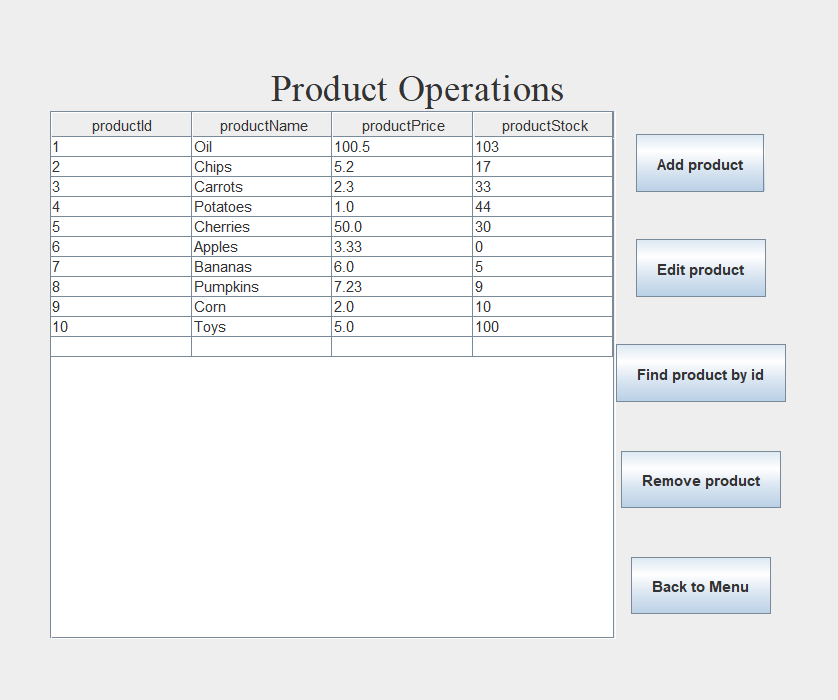 Product Operations
productId productName productPrice productStock
1 Oil 100.5 103
2 Chips 5.2 17
3 Carrots 2.3 33
4 Potatoes 1.0 44
5 Cherries 50.0 30
6 Apples 3.33 0
7 Bananas 6.0 5
8 Pumpkins 7.23 9
9 Corn 2.0 10
10 Toys 5.0 100
Add product
Edit product
Find product by id
Remove product
Back to Menu